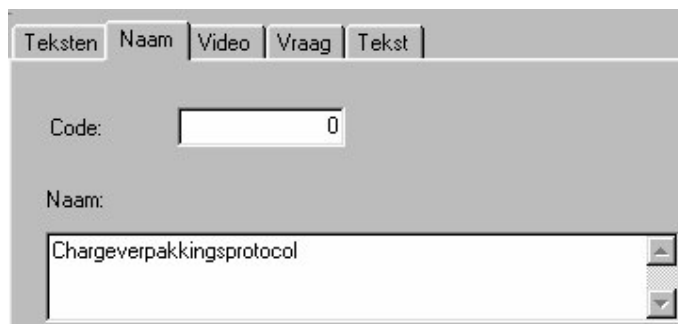 Teksten Naam Video Vraag Tekst
Code: 0
Naam:
Chargeverpakkingsprotocol